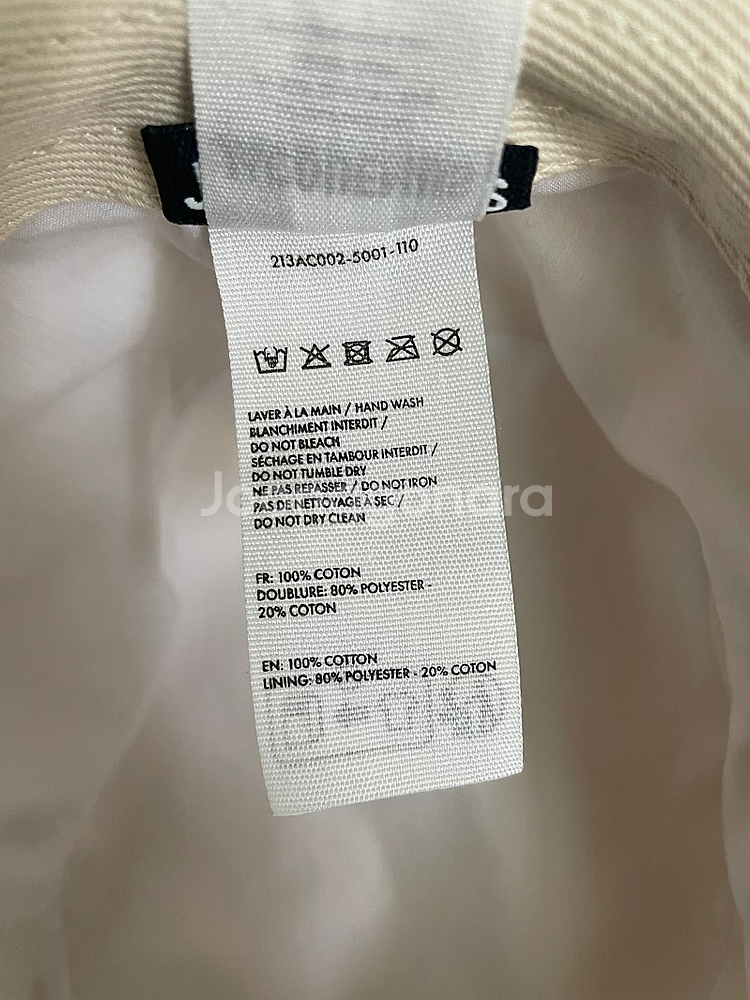 213AC002-5001-110
LAVER À LA MAIN / HAND WASH
BLANCHIMENT INTERDIT /
DO NOT BLEACH
SÉCHAGE EN TAMBOUR INTERDIT /
DO NOT TUMBLE DRY
NE PAS REPASSER / DO NOT IRON
PAS DE NETTOYAGE À SEC /
DO NOT DRY CLEAN
FR: 100% COTON
DOUBLURE: 80% POLYESTER -
20% COTON
EN: 100% COTTON
LINING: 80% POLYESTER - 20% COTON